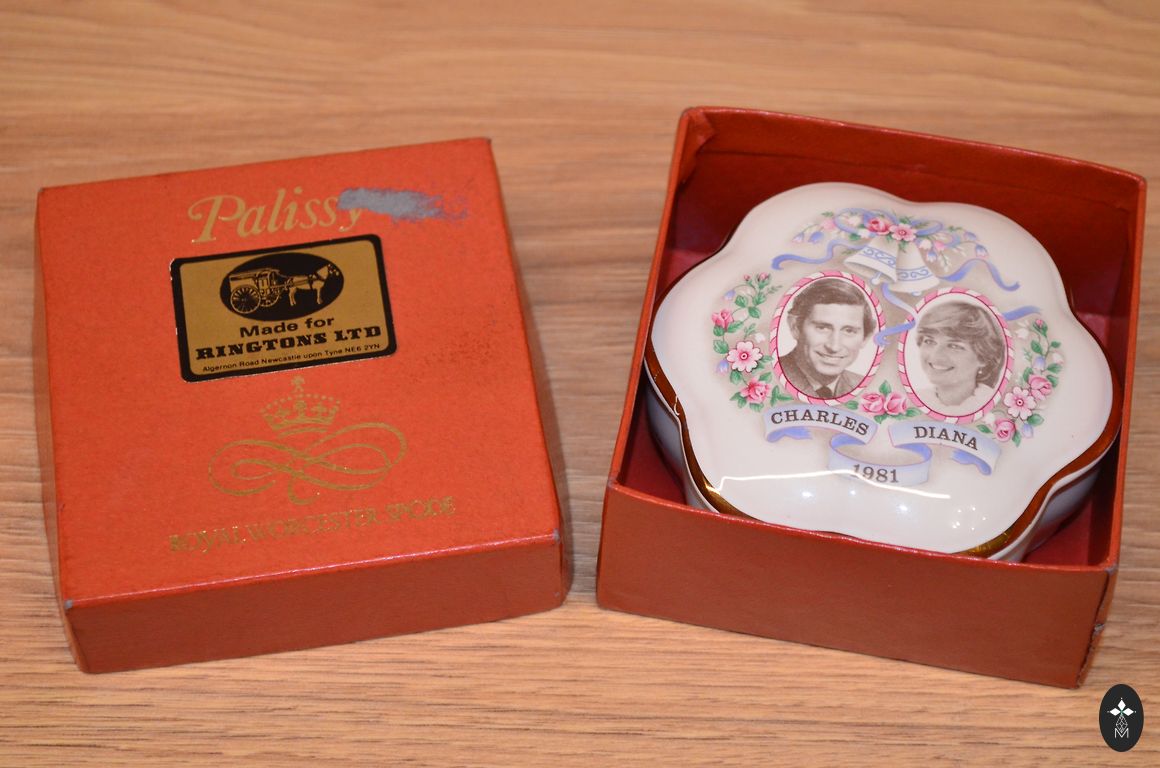 Palissy
Made for
RINGTONS LTD
Algernon Road Newcastle upon Tyne NE6 2YN
ROYAL WORCESTER SPODE
CHARLES
DIANA
1981
M